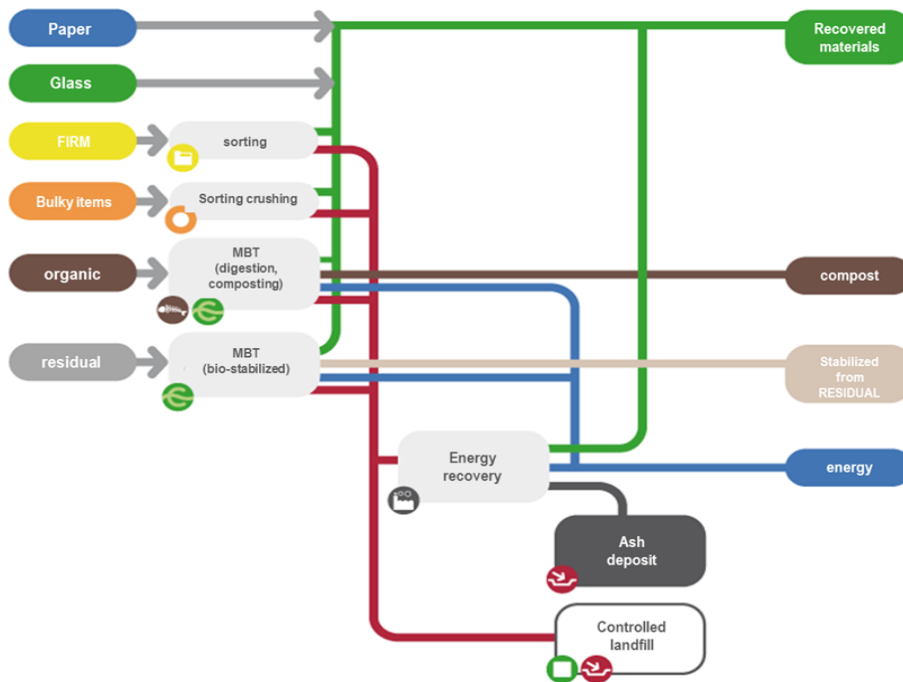 Paper
Recovered
materials
Glass
FIRM
sorting
Bulky items
Sorting crushing
organic
MBT
(digestion,
composting)
compost
residual
MBT
(bio-stabilized)
Stabilized
from
RESIDUAL
Energy
recovery
energy
Ash
deposit
Controlled
landfill